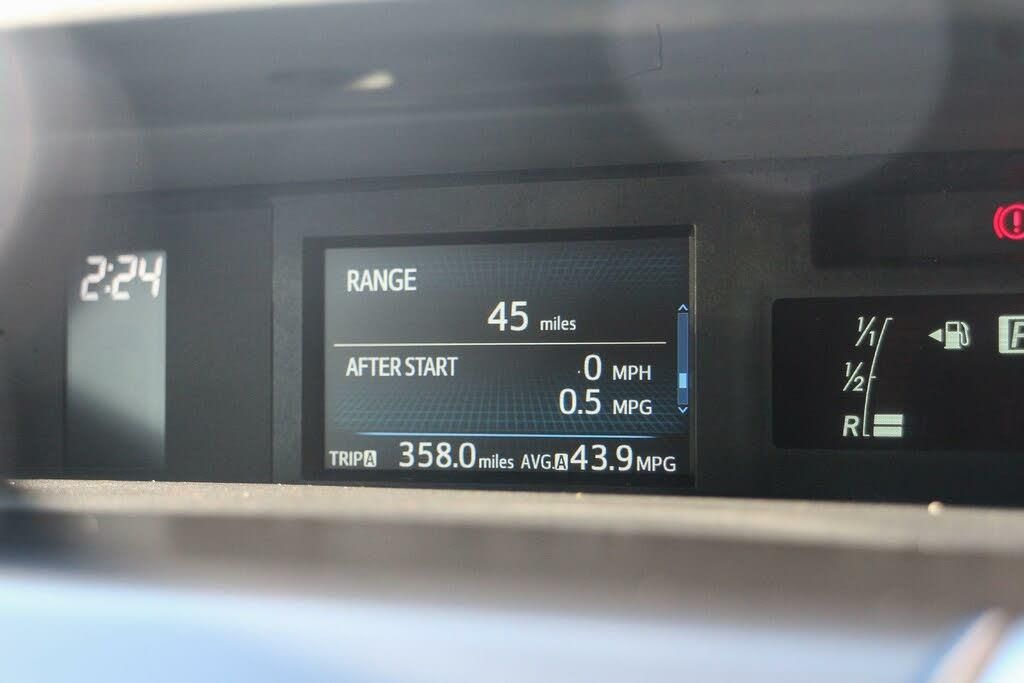 2:24
RANGE
45 miles
AFTER START 0 MPH
0.5 MPG
TRIP A 358.0 miles AVG. A 43.9 MPG
1/1
1/2
R
P
!